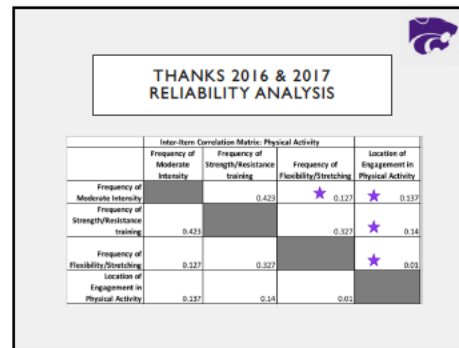 THANKS 2016 & 2017
RELIABILITY ANALYSIS
Inter-Item Correlation Matrix: Physical Activity
Frequency of Moderate Intensity
Frequency of Strength/Resistance training
Frequency of Flexibility/Stretching
Location of Engagement in Physical Activity
Frequency of
Moderate Intensity 0.423 0.127 0.137
Frequency of
Strength/Resistance
training 0.423 0.327 0.14
Frequency of
Flexibility/Stretching 0.127 0.327 0.01
Location of
Engagement in
Physical Activity 0.137 0.14 0.01